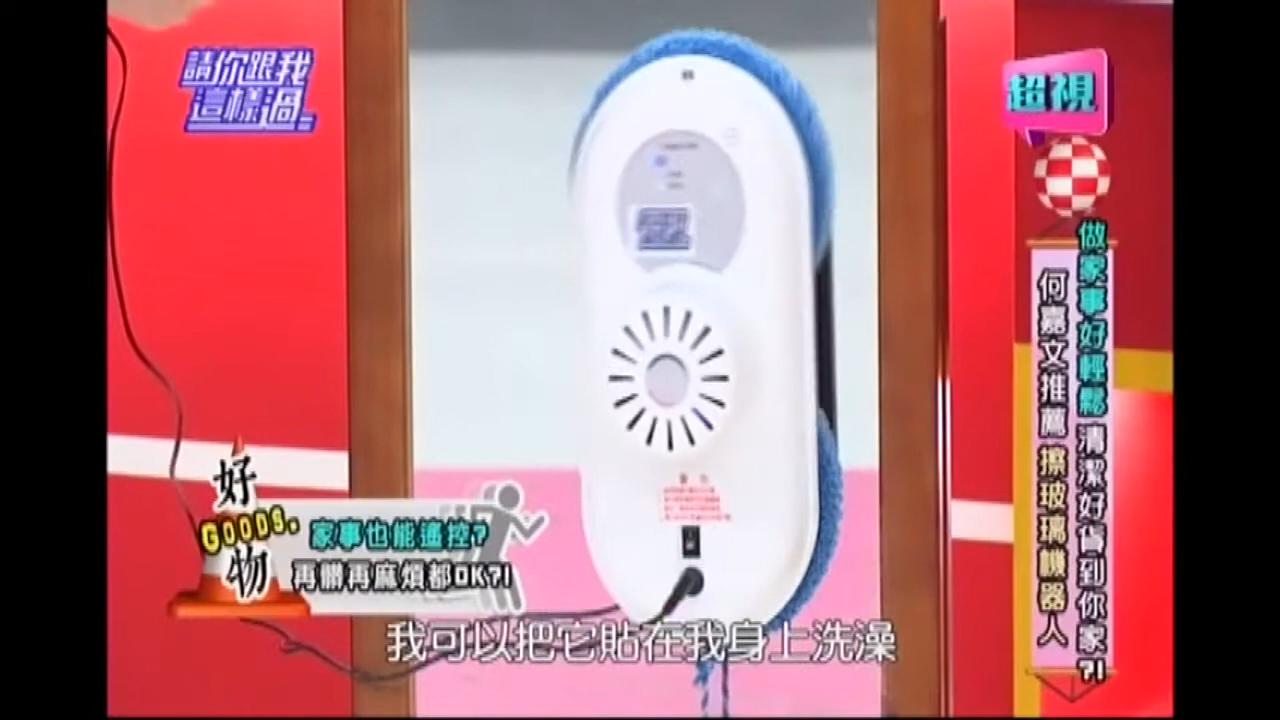 請你跟我
這樣過
超視
做家事好輕鬆 清潔好貨到你家?!
何嘉文推薦 擦玻璃機器人
好
GOODS.
物
家事也能遙控?
再髒再麻煩都OK?!
我可以把它貼在我身上洗澡